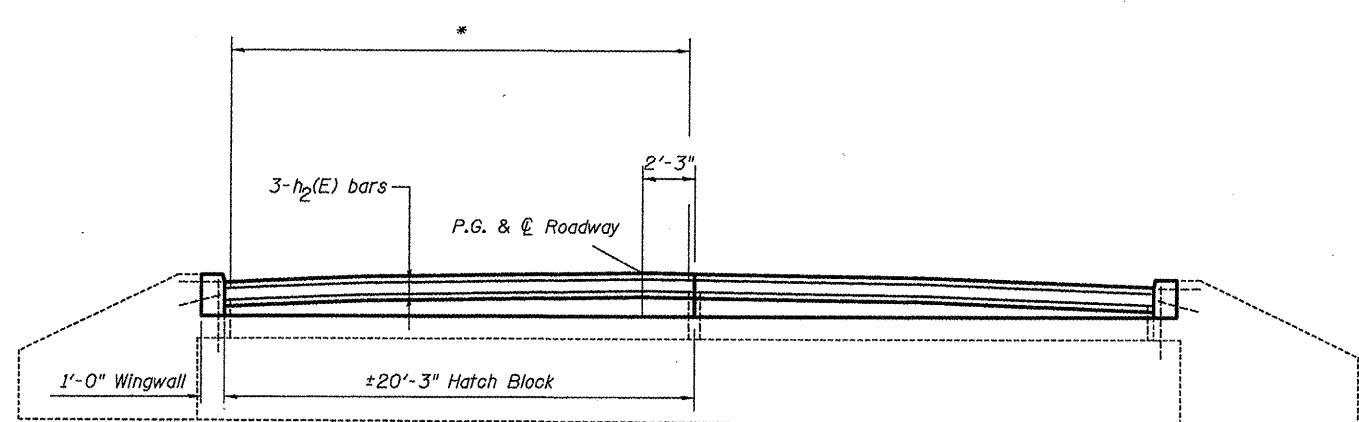 *
2'-3"
3-h2(E) bars
P.G. & ℄ Roadway
1'-0" Wingwall
±20'-3" Hatch Block